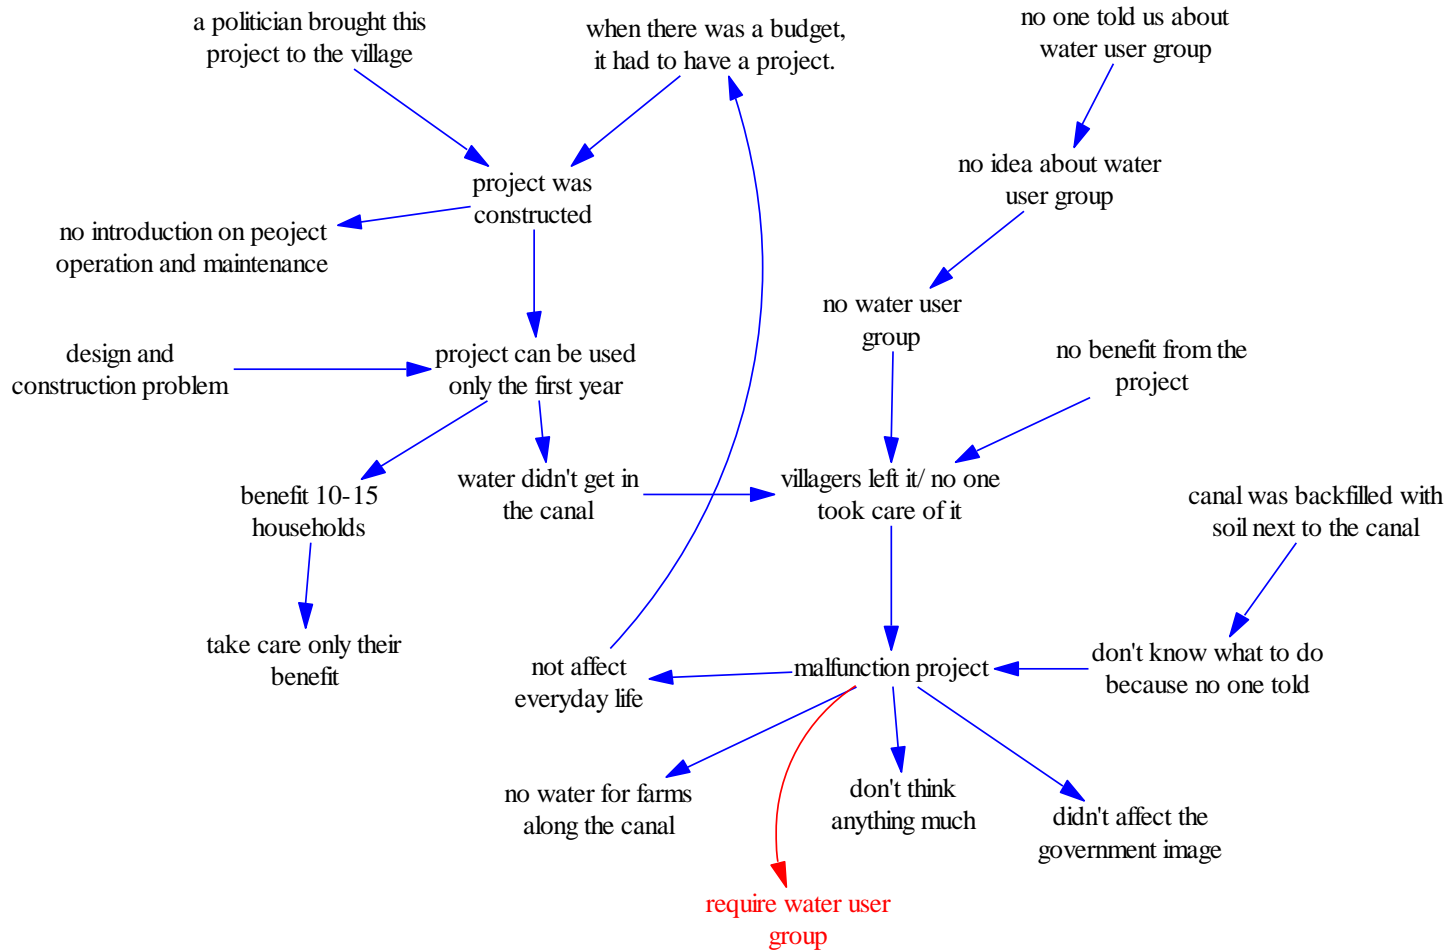 a politician brought this
project to the village
when there was a budget,
it had to have a project.
no one told us about
water user group
no idea about water
user group
project was
constructed
no introduction on peoject
operation and maintenance
no water user
group
design and
construction problem
project can be used
only the first year
no benefit from the
project
benefit 10-15
households
water didn't get in
the canal
villagers left it/ no one
took care of it
canal was backfilled with
soil next to the canal
take care only their
benefit
not affect
everyday life
malfunction project
don't know what to do
because no one told
no water for farms
along the canal
don't think
anything much
didn't affect the
government image
require water user
group